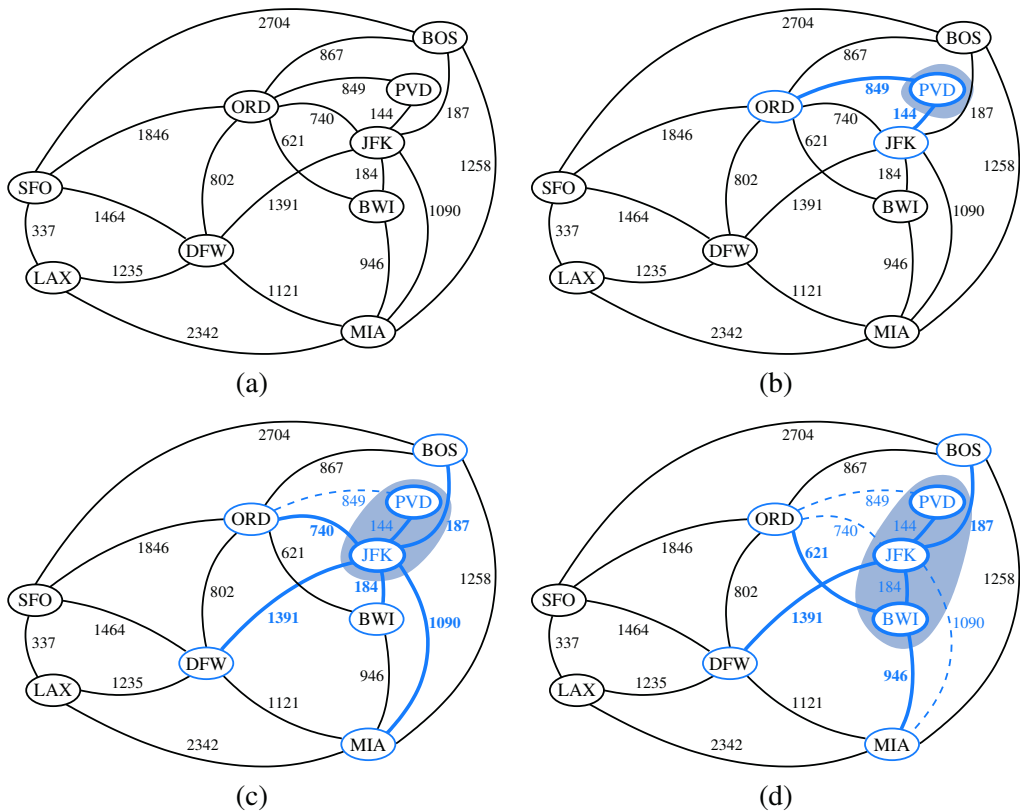 2704
BOS
867
PVD
849
ORD
144
187
740
JFK
1846
621
1258
184
SFO
802
1391
BWI
1090
1464
337
DFW
946
LAX
1235
1121
MIA
2342
(a)
2704
BOS
867
PVD
849
ORD
144
187
740
JFK
1846
621
1258
184
SFO
802
1391
BWI
1090
1464
337
DFW
946
LAX
1235
1121
MIA
2342
(b)
2704
BOS
867
PVD
849
ORD
144
187
740
JFK
1846
621
1258
184
SFO
802
1391
BWI
1090
1464
337
DFW
946
LAX
1235
1121
MIA
2342
(c)
2704
BOS
867
PVD
849
ORD
144
187
740
JFK
1846
621
1258
184
SFO
802
1391
BWI
1090
1464
337
DFW
946
LAX
1235
1121
MIA
2342
(d)